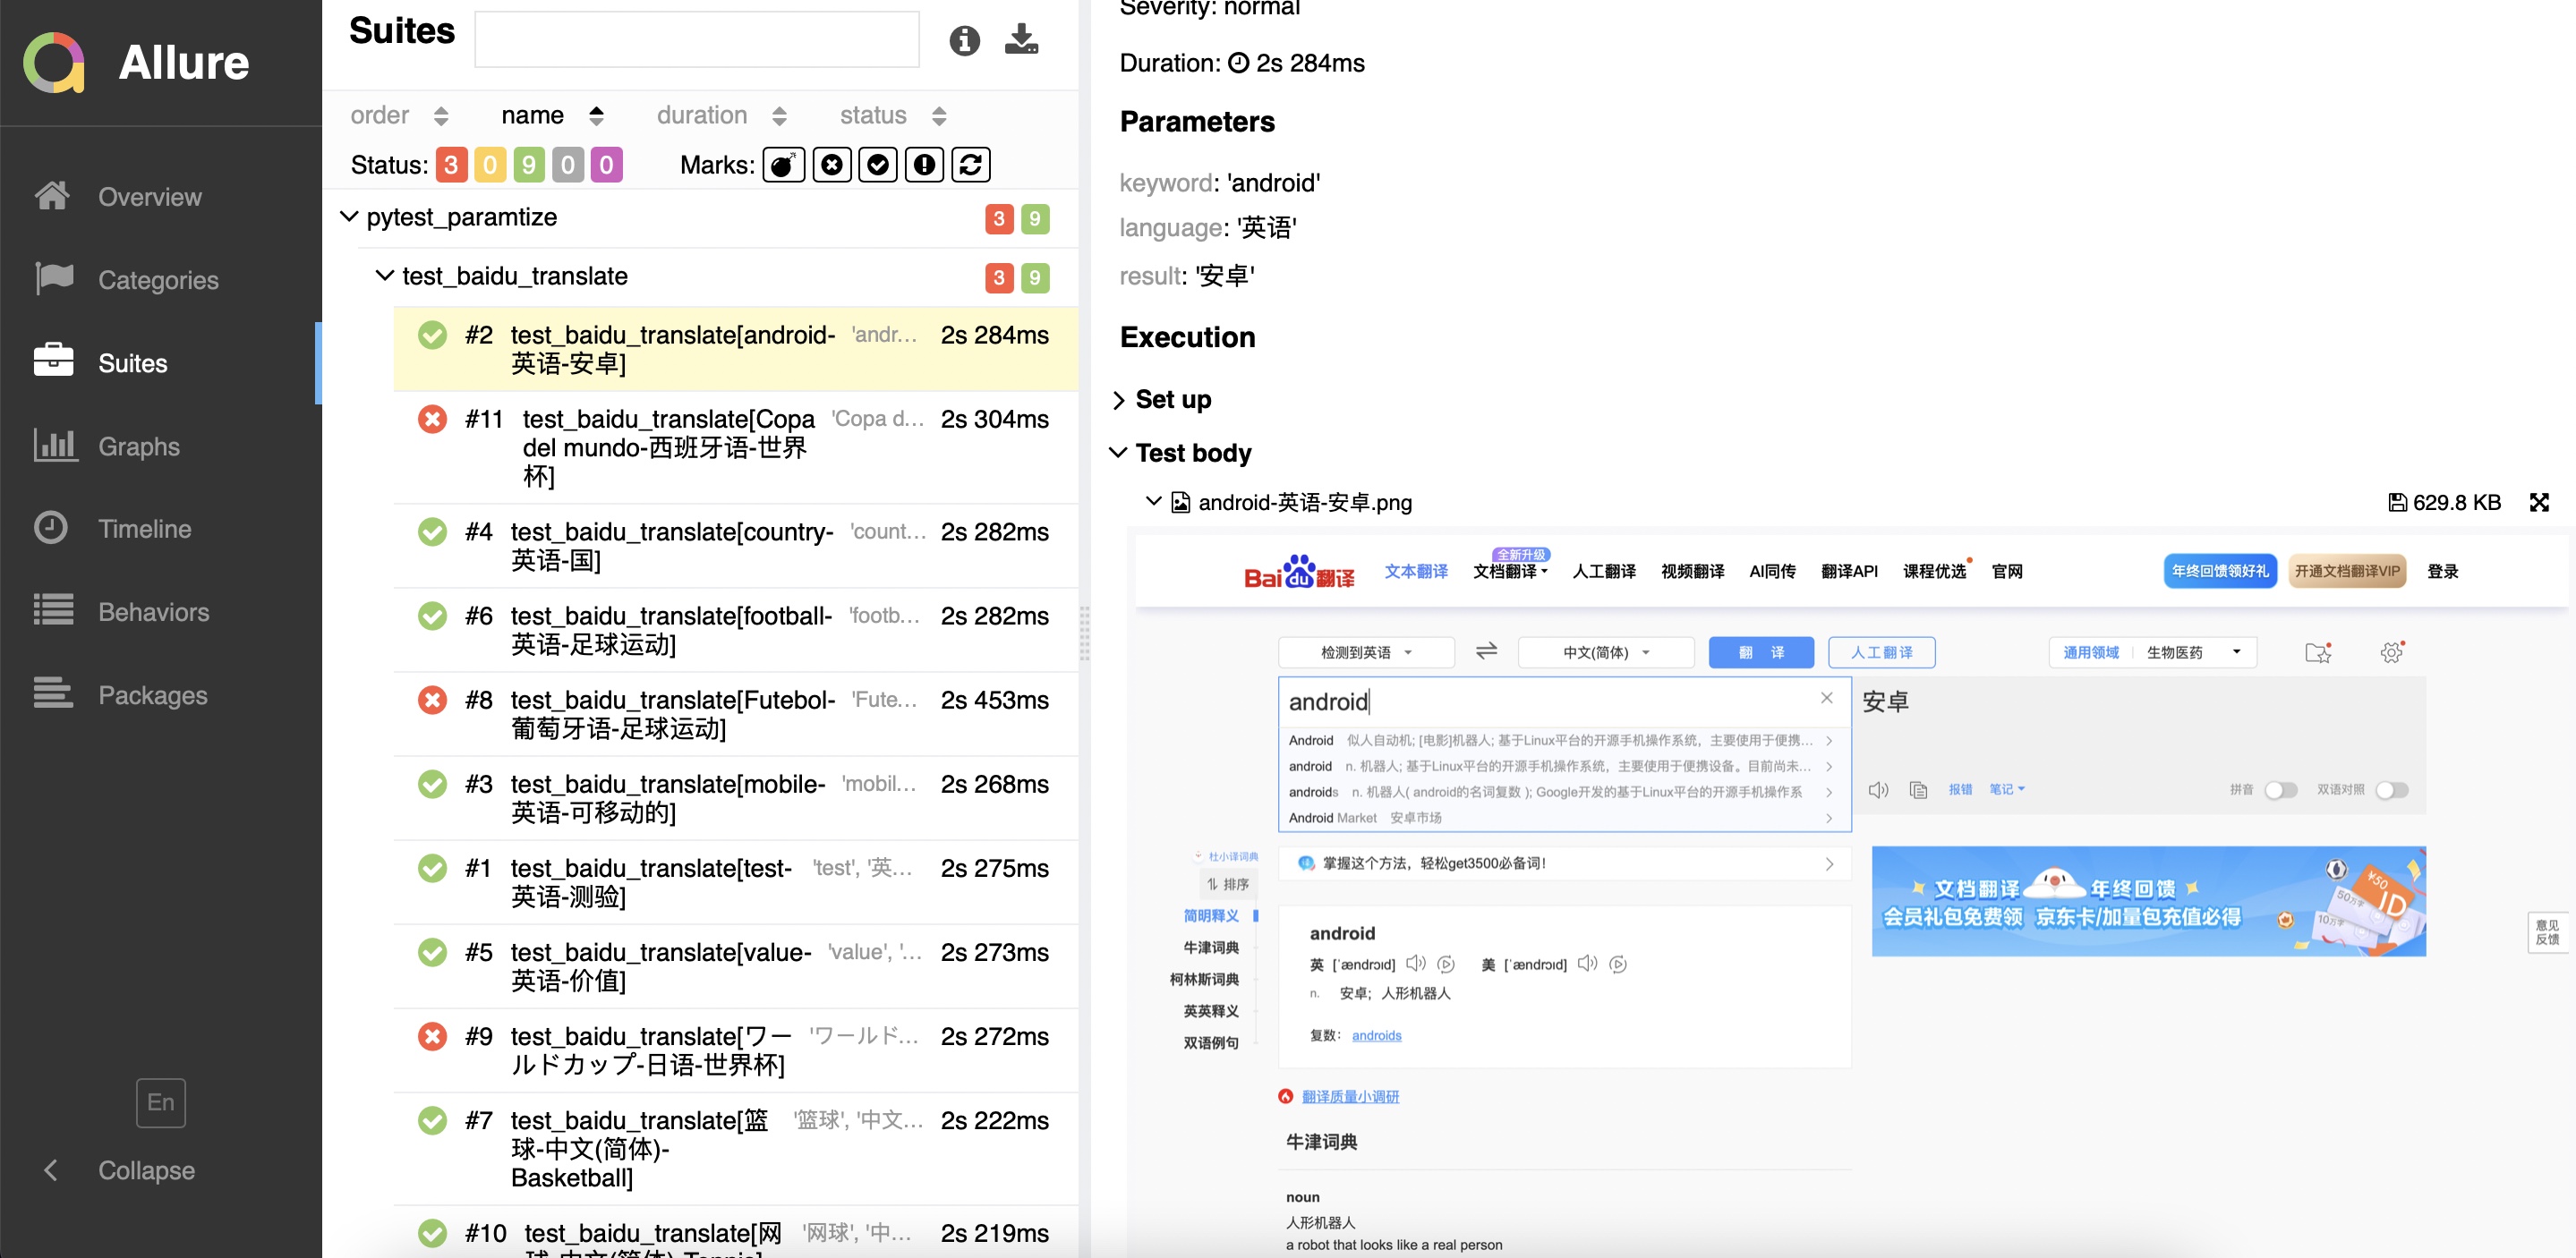 Allure
Overview
Categories
Suites
Graphs
Timeline
Behaviors
Packages
En
Collapse
Suites
order name duration status
Status: 3 0 9 0 0 Marks:
pytest_paramtize 3 9
test_baidu_translate 3 9
#2 test_baidu_translate[android- 'andr... 2s 284ms
英语-安卓]
#11 test_baidu_translate[Copa 'Copa d... 2s 304ms
del mundo-西班牙语-世界
杯]
#4 test_baidu_translate[country- 'count... 2s 282ms
英语-国]
#6 test_baidu_translate[football- 'footb... 2s 282ms
英语-足球运动]
#8 test_baidu_translate[Futebol- 'Fute... 2s 453ms
葡萄牙语-足球运动]
#3 test_baidu_translate[mobile- 'mobil... 2s 268ms
英语-可移动的]
#1 test_baidu_translate[test- 'test', '英... 2s 275ms
英语-测验]
#5 test_baidu_translate[value- 'value', '... 2s 273ms
英语-价值]
#9 test_baidu_translate[ワー 'ワールド... 2s 272ms
ルドカップ-日语-世界杯]
#7 test_baidu_translate[篮 '篮球', '中文... 2s 222ms
球-中文(简体)-
Basketball]
#10 test_baidu_translate[网 '网球', '中... 2s 219ms
球-中文(简体)-Tennis]
Severity: normal
Duration: 2s 284ms
Parameters
keyword: 'android'
language: '英语'
result: '安卓'
Execution
Set up
Test body
android-英语-安卓.png 629.8 KB
Bai du 翻译 文本翻译 文档翻译 全新升级 人工翻译 视频翻译 AI同传 翻译API 课程优选 官网 年终回馈领好礼 开通文档翻译VIP 登录
检测到英语 中文(简体) 翻 译 人工翻译 通用领域 生物医药
android 安卓
Android 似人自动机; [电影]机器人; 基于Linux平台的开源手机操作系统，主要使用于便携...
android n. 机器人; 基于Linux平台的开源手机操作系统，主要使用于便携设备。目前尚未...
androids n. 机器人( android的名词复数 ); Google开发的基于Linux平台的开源手机操作系
Android Market 安卓市场
报错 笔记 拼音 双语对照
杜小译词典
排序
简明释义
牛津词典
柯林斯词典
英英释义
双语例句
掌握这个方法，轻松get3500必备词！
android
英 [ˈændrɔɪd] 美 [ˈændrɔɪd]
n. 安卓；人形机器人
复数： androids
文档翻译 年终回馈
会员礼包免费领 京东卡/加量包充值必得
¥50
JD
50万字
10万字
意见
反馈
翻译质量小调研
牛津词典
noun
人形机器人
a robot that looks like a real person